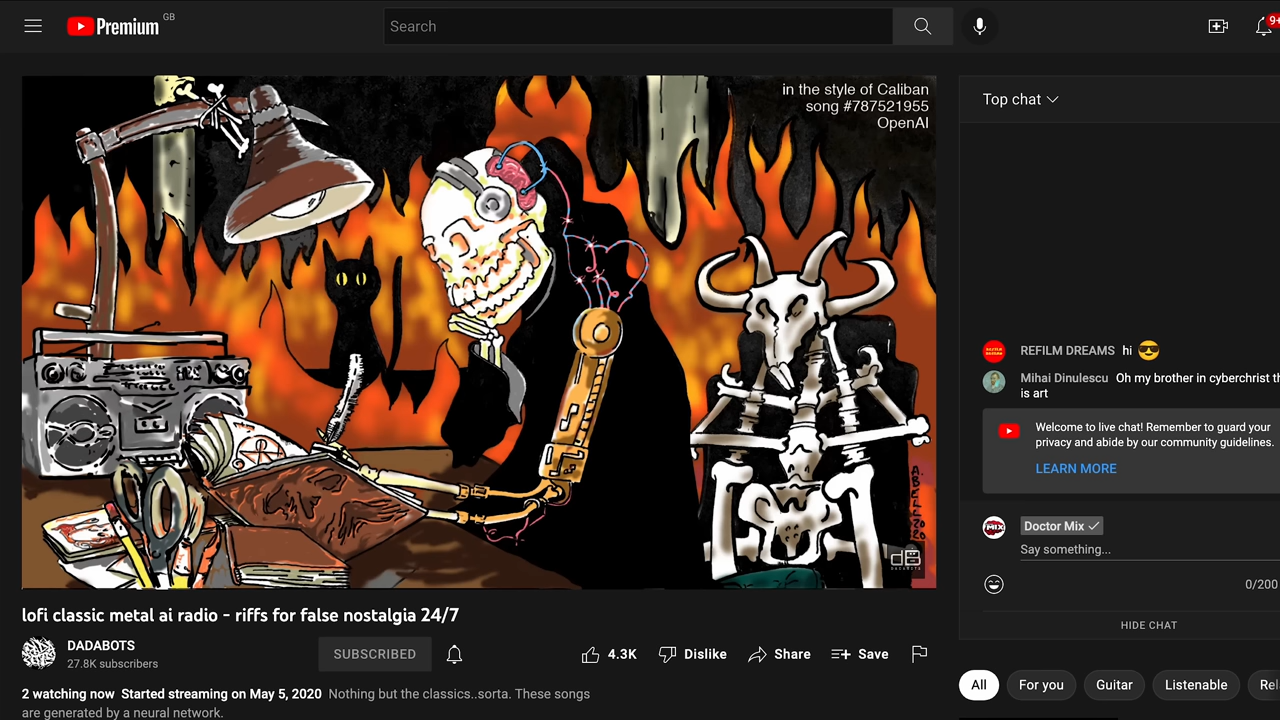 Premium GB
Search
9+
in the style of Caliban
song #787521955
OpenAI
Top chat
REFILM DREAMS hi
Mihai Dinulescu Oh my brother in cyberchrist th
is art
Welcome to live chat! Remember to guard your
privacy and abide by our community guidelines.
LEARN MORE
Doctor Mix
Say something...
0/200
HIDE CHAT
dB
DADABOTS
ABELL2020
lofi classic metal ai radio - riffs for false nostalgia 24/7
DADABOTS
27.8K subscribers
SUBSCRIBED
4.3K
Dislike
Share
Save
2 watching now Started streaming on May 5, 2020 Nothing but the classics..sorta. These songs
are generated by a neural network.
All
For you
Guitar
Listenable
Rel